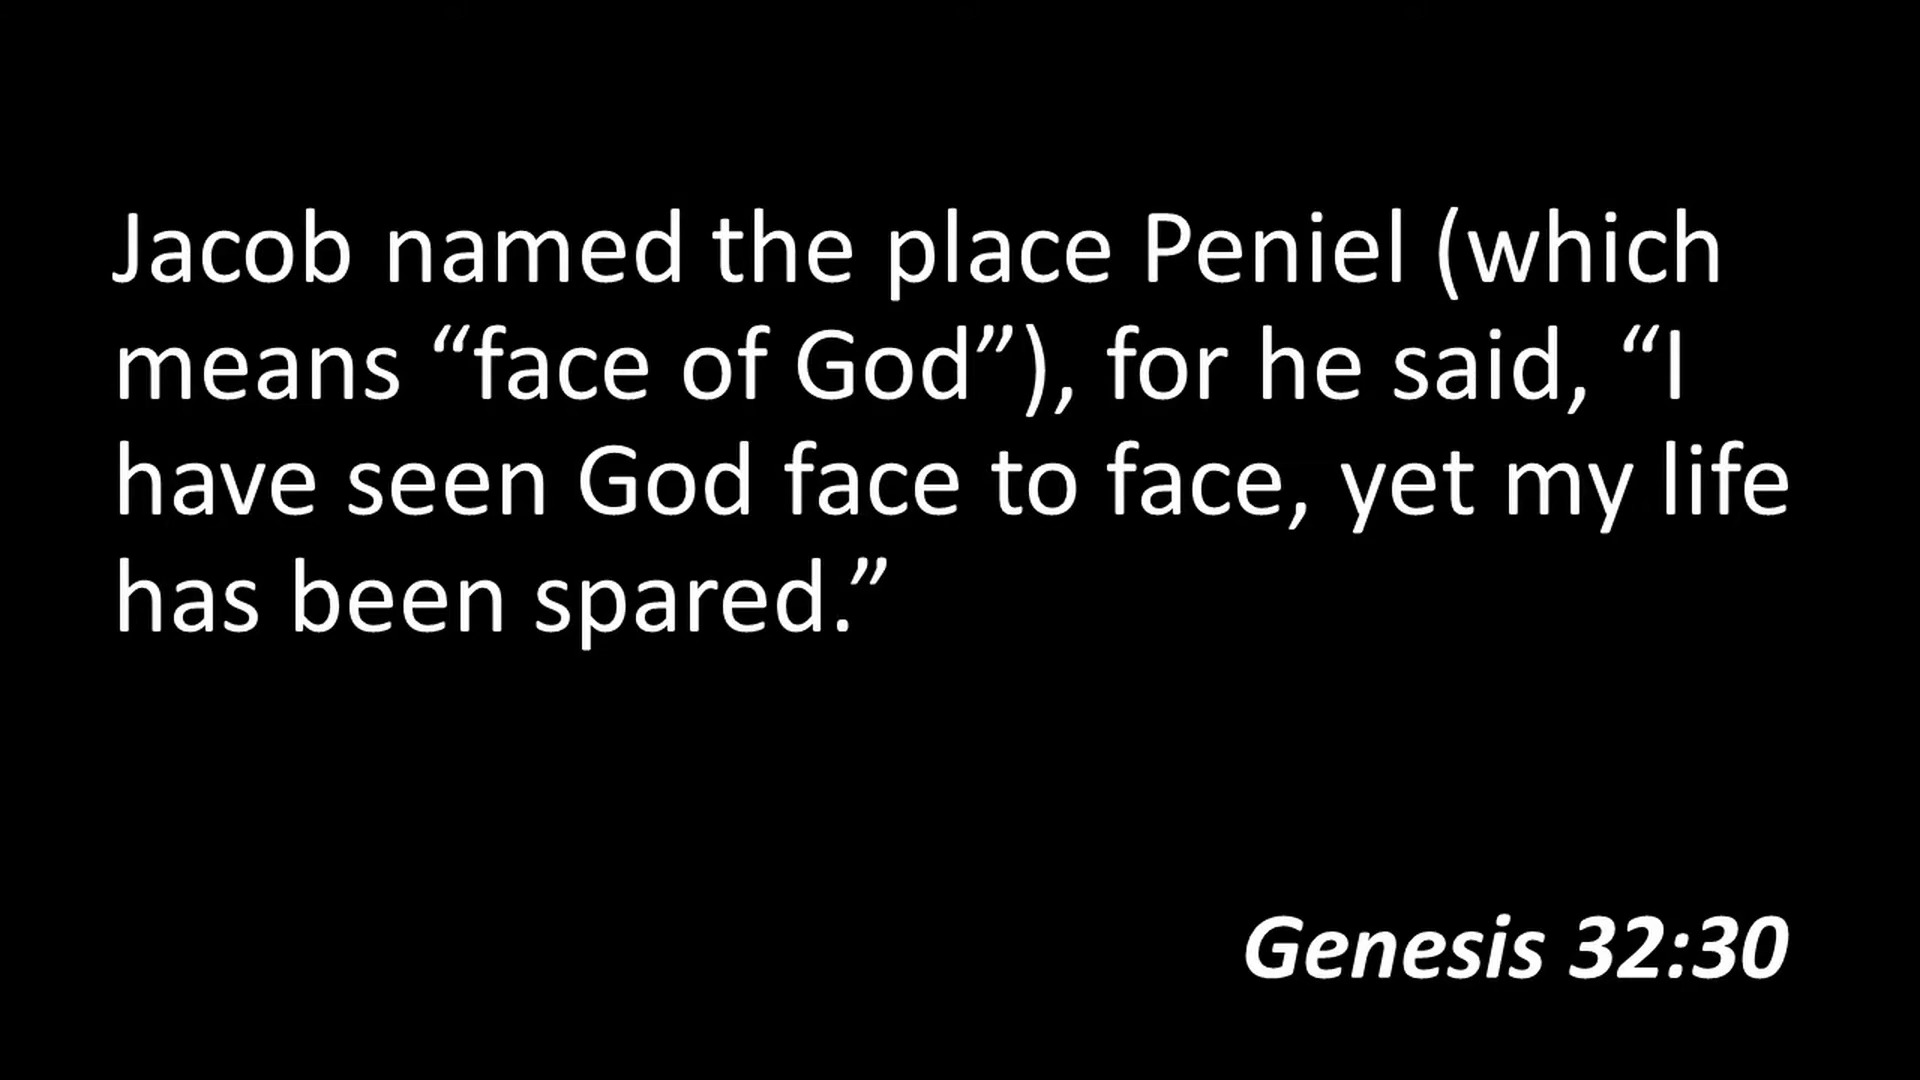 Jacob named the place Peniel (which
means “face of God”), for he said, “I
have seen God face to face, yet my life
has been spared.”
Genesis 32:30